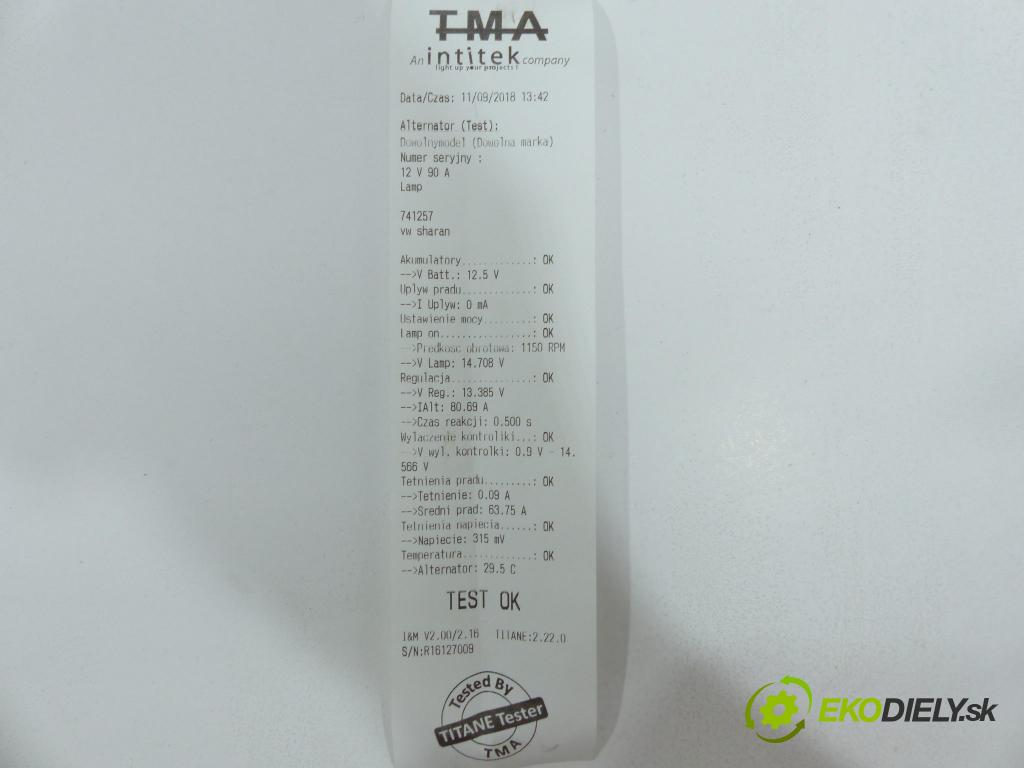 TMA
An intitek company
light up your projects !
Data/Czas: 11/09/2018 13:42
Alternator (Test):
Dowolnymodel (Dowolna marka)
Numer seryjny :
12 V 90 A
Lamp
741257
vw sharan
Akumulatory.............: OK
-->V Batt.: 12.5 V
Uplyw pradu.............: OK
-->I Uplyw: 0 mA
Ustawienie mocy.........: OK
Lamp on.................: OK
-->Predkosc obrotowa: 1150 RPM
-->V Lamp: 14.708 V
Regulacja...............: OK
-->V Reg.: 13.385 V
-->IAlt: 80.69 A
-->Czas reakcji: 0.500 s
Wylaczenie kontroliki...: OK
-->V wyl. kontrolki: 0.9 V - 14.
566 V
Tetnienia pradu.........: OK
-->Tetnienie: 0.09 A
-->Sredni prad: 63.75 A
Tetnienia napiecia......: OK
-->Napiecie: 315 mV
Temperatura.............: OK
-->Alternator: 29.5 C
TEST OK
I&M V2.00/2.16 TITANE:2.22.0
S/N:R16127009
Tested By
TITANE Tester
TMA
EKODIELY.sk